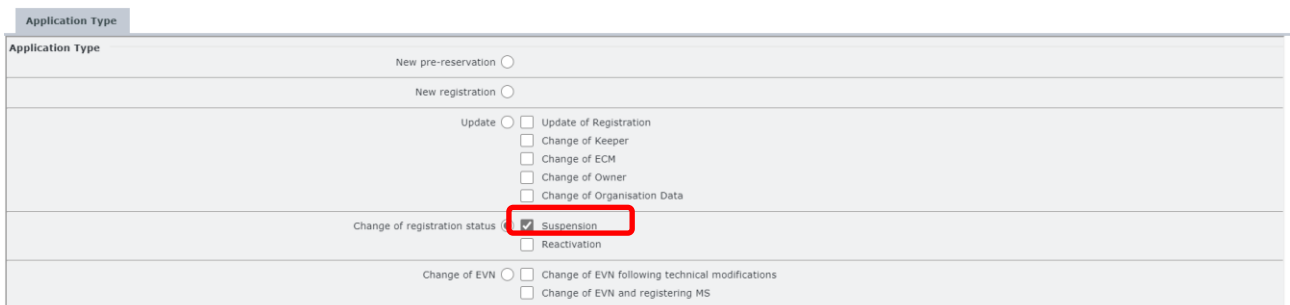 Application Type
Application Type
New pre-reservation
New registration
Update Update of Registration
Change of Keeper
Change of ECM
Change of Owner
Change of Organisation Data
Change of registration status Suspension
Reactivation
Change of EVN Change of EVN following technical modifications
Change of EVN and registering MS